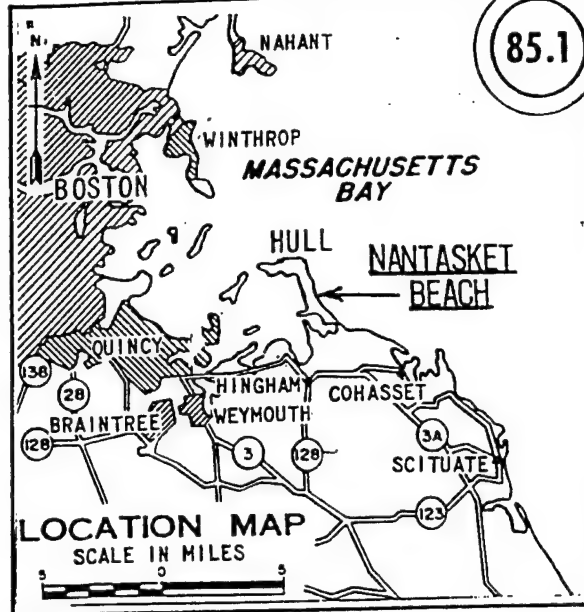 85.1
N
NAHANT
WINTHROP
BOSTON
MASSACHUSETTS
BAY
HULL
NANTASKET
BEACH
QUINCY
138
28
HINGHAM
COHASSET
WEYMOUTH
BRAINTREE
128
3
128
3A
SCITUATE
123
LOCATION MAP
SCALE IN MILES
5 0 5